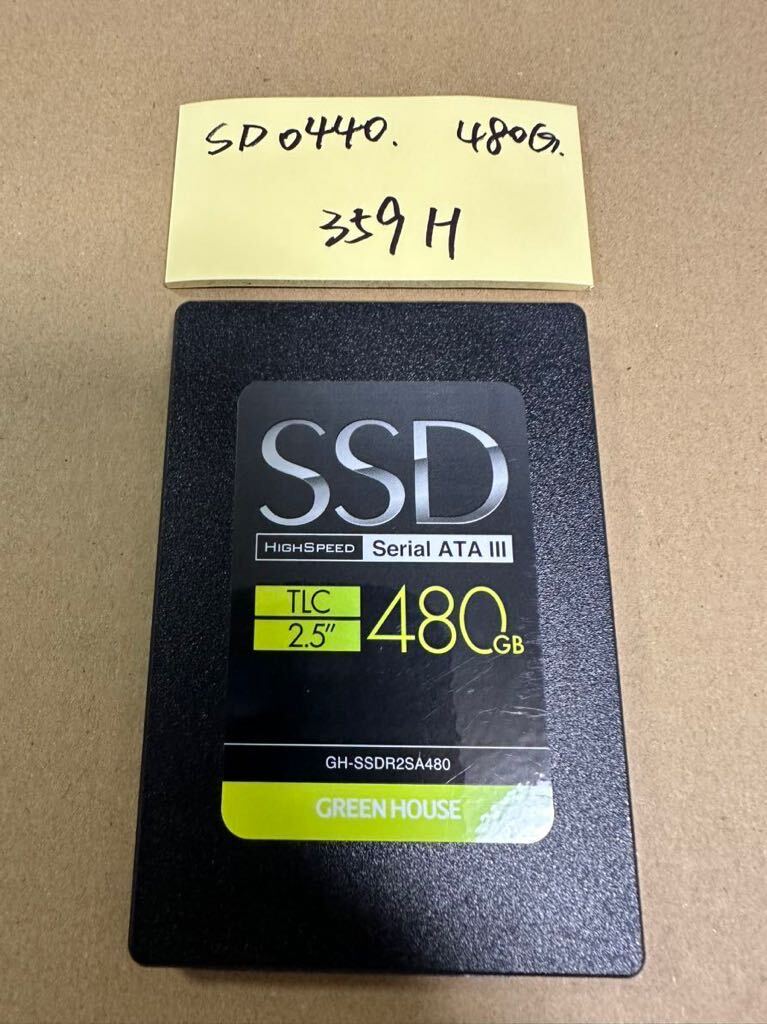 SD0440. 480G.
359H
SSD
HIGHSPEED Serial ATA III
TLC
2.5"
480GB
GH-SSDR2SA480
GREEN HOUSE